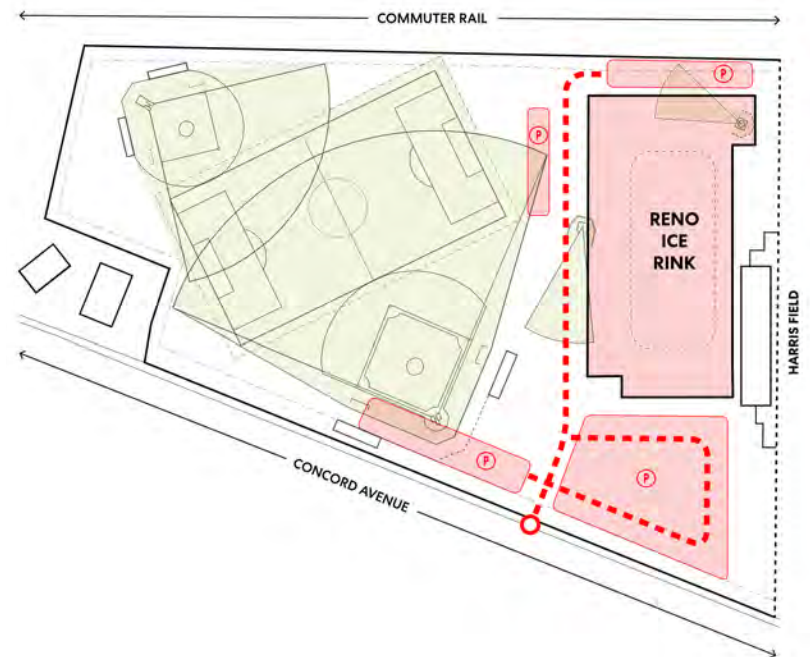 COMMUTER RAIL
P
P
RENO
ICE
RINK
HARRIS FIELD
P
P
CONCORD AVENUE